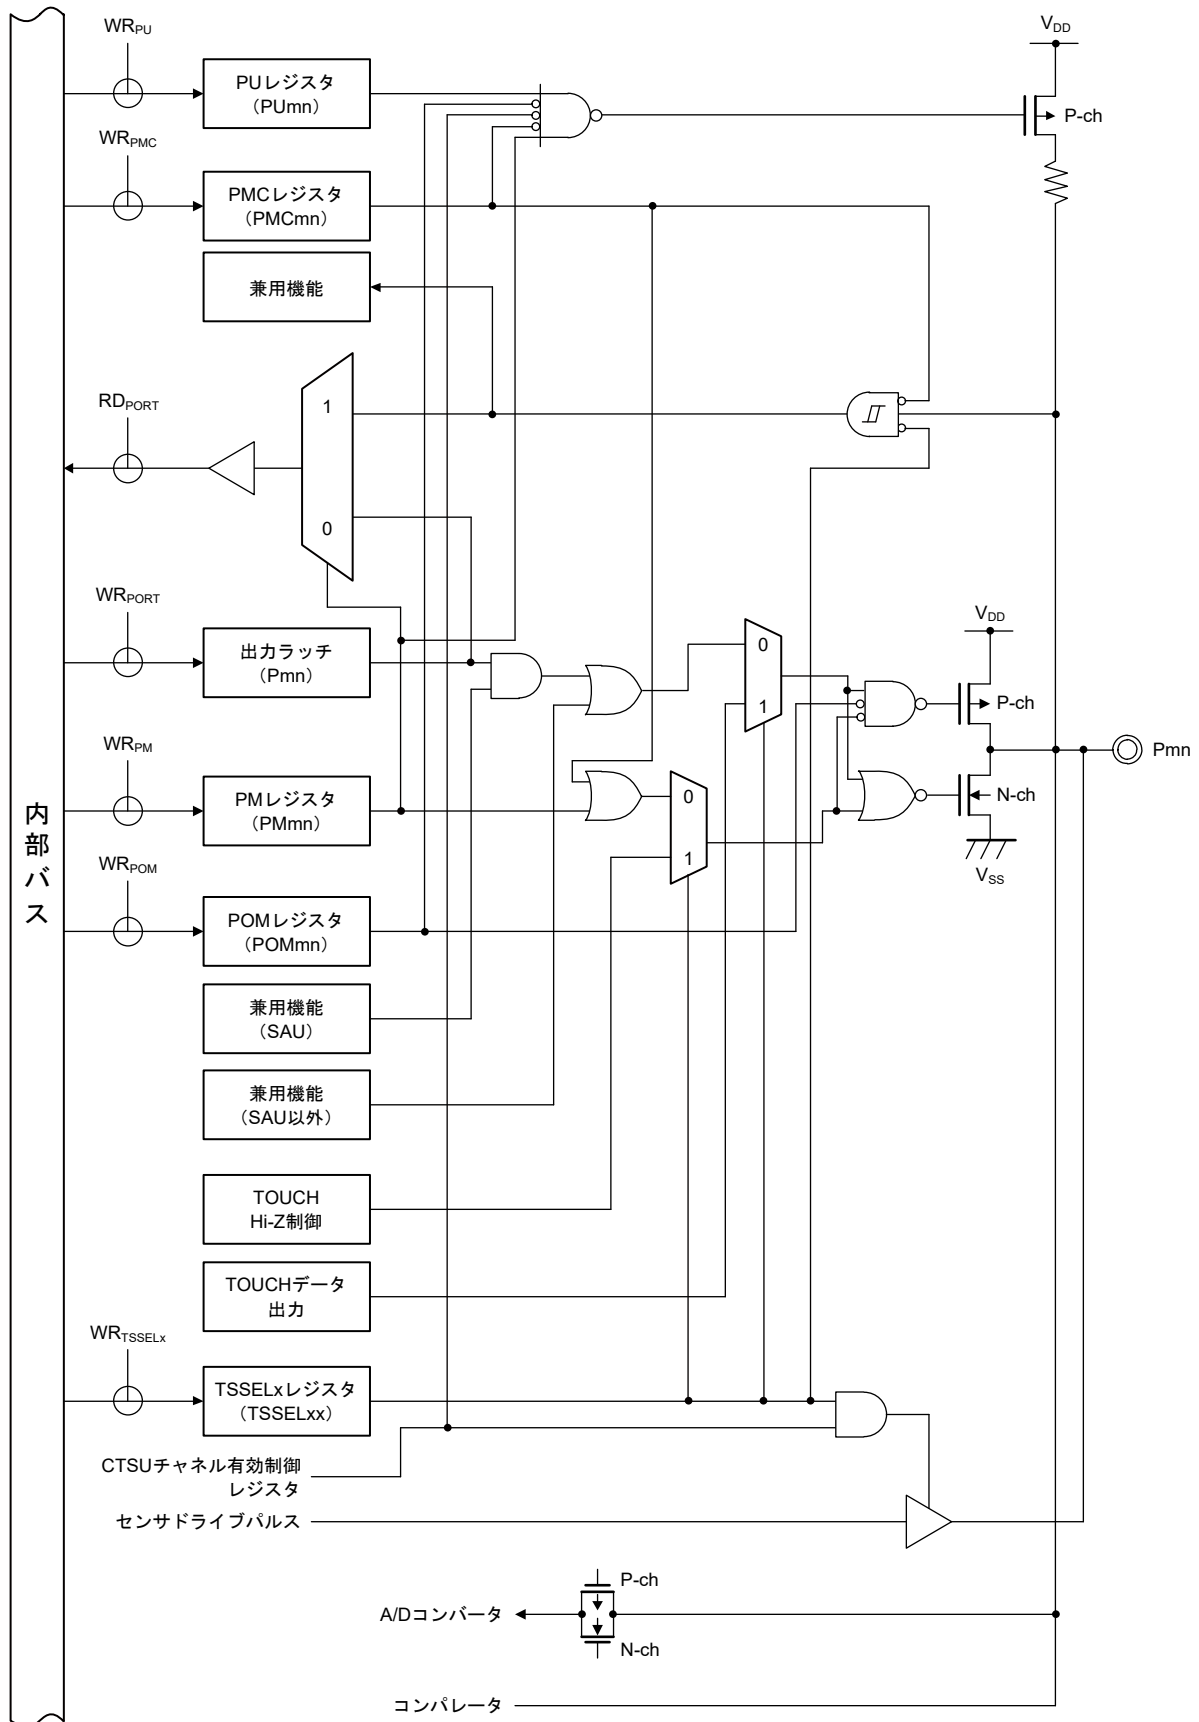 WRPU
VDD
PUレジスタ
（PUmn）
P-ch
WRPMC
PMCレジスタ
（PMCmn）
兼用機能
RDPORT
1
0
WRPORT
出力ラッチ
（Pmn）
0
1
VDD
P-ch
Pmn
WRPM
PMレジスタ
（PMmn）
0
1
N-ch
VSS
内部バス
WRPOM
POMレジスタ
（POMmn）
兼用機能
（SAU）
兼用機能
（SAU以外）
TOUCH
Hi-Z制御
TOUCHデータ
出力
WRTSSELx
TSSELxレジスタ
（TSSELxx）
CTSUチャネル有効制御
レジスタ
センサドライブパルス
P-ch
A/Dコンバータ
N-ch
コンパレータ